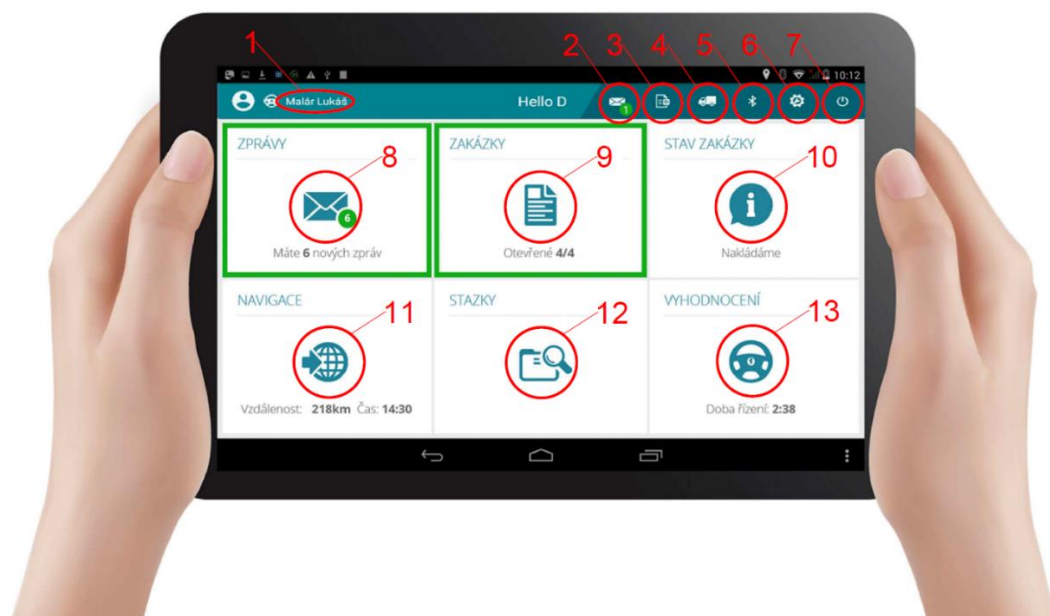 1 2 3 4 5 6 7
10:12
Malár Lukáš Hello D 1
ZPRÁVY ZAKÁZKY STAV ZAKÁZKY
8 9 10
6
Máte 6 nových zpráv Otevřené 4/4 Nakládáme
NAVIGACE STAZKY VYHODNOCENÍ
11 12 13
Vzdálenost: 218km Čas: 14:30 Doba řízení: 2:38